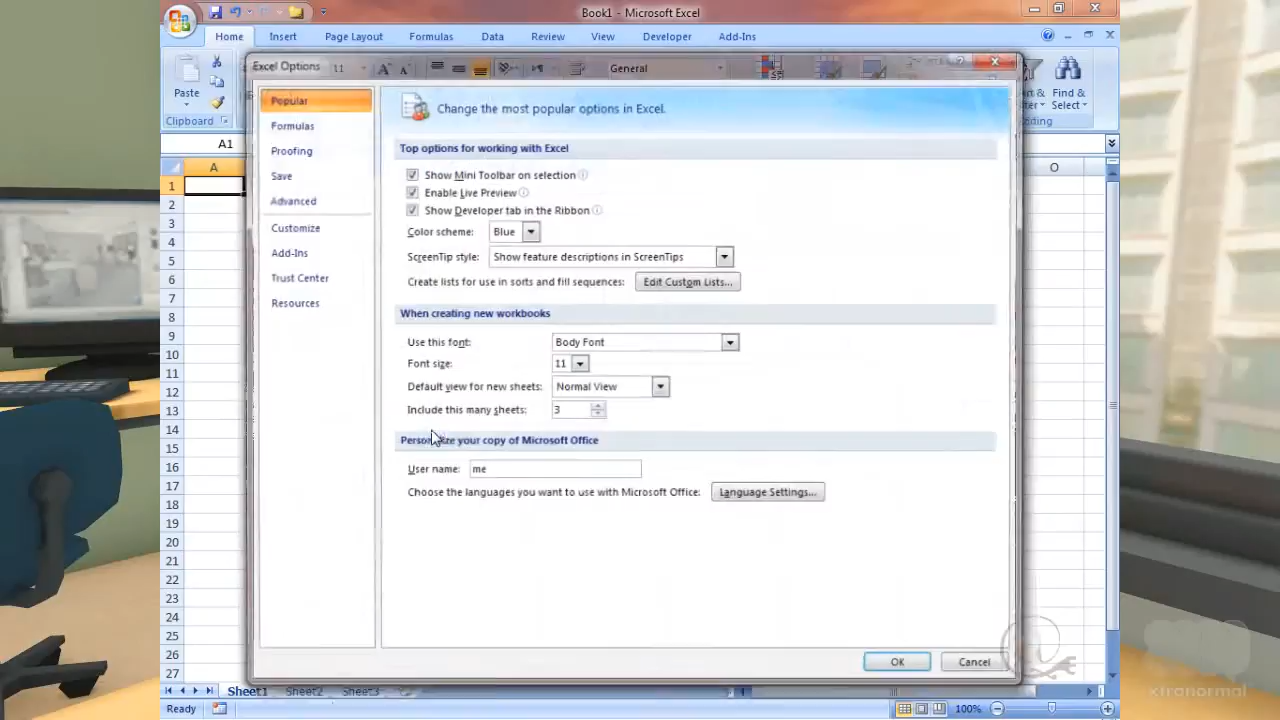 Book1 - Microsoft Excel
Home Insert Page Layout Formulas Data Review View Developer Add-Ins
Excel Options
11
General
Paste
Find &
Select
Clipboard
A1
A
O
Popular
Formulas
Proofing
Save
Advanced
Customize
Add-Ins
Trust Center
Resources
Change the most popular options in Excel.
Top options for working with Excel
Show Mini Toolbar on selection
Enable Live Preview
Show Developer tab in the Ribbon
Color scheme: Blue
ScreenTip style: Show feature descriptions in ScreenTips
Create lists for use in sorts and fill sequences: Edit Custom Lists...
When creating new workbooks
Use this font: Body Font
Font size: 11
Default view for new sheets: Normal View
Include this many sheets: 3
Personalize your copy of Microsoft Office
User name: me
Choose the languages you want to use with Microsoft Office: Language Settings...
OK Cancel
1
2
3
4
5
6
7
8
9
10
11
12
13
14
15
16
17
18
19
20
21
22
23
24
25
26
27
Sheet1 Sheet2 Sheet3
Ready
100%
xtranormal